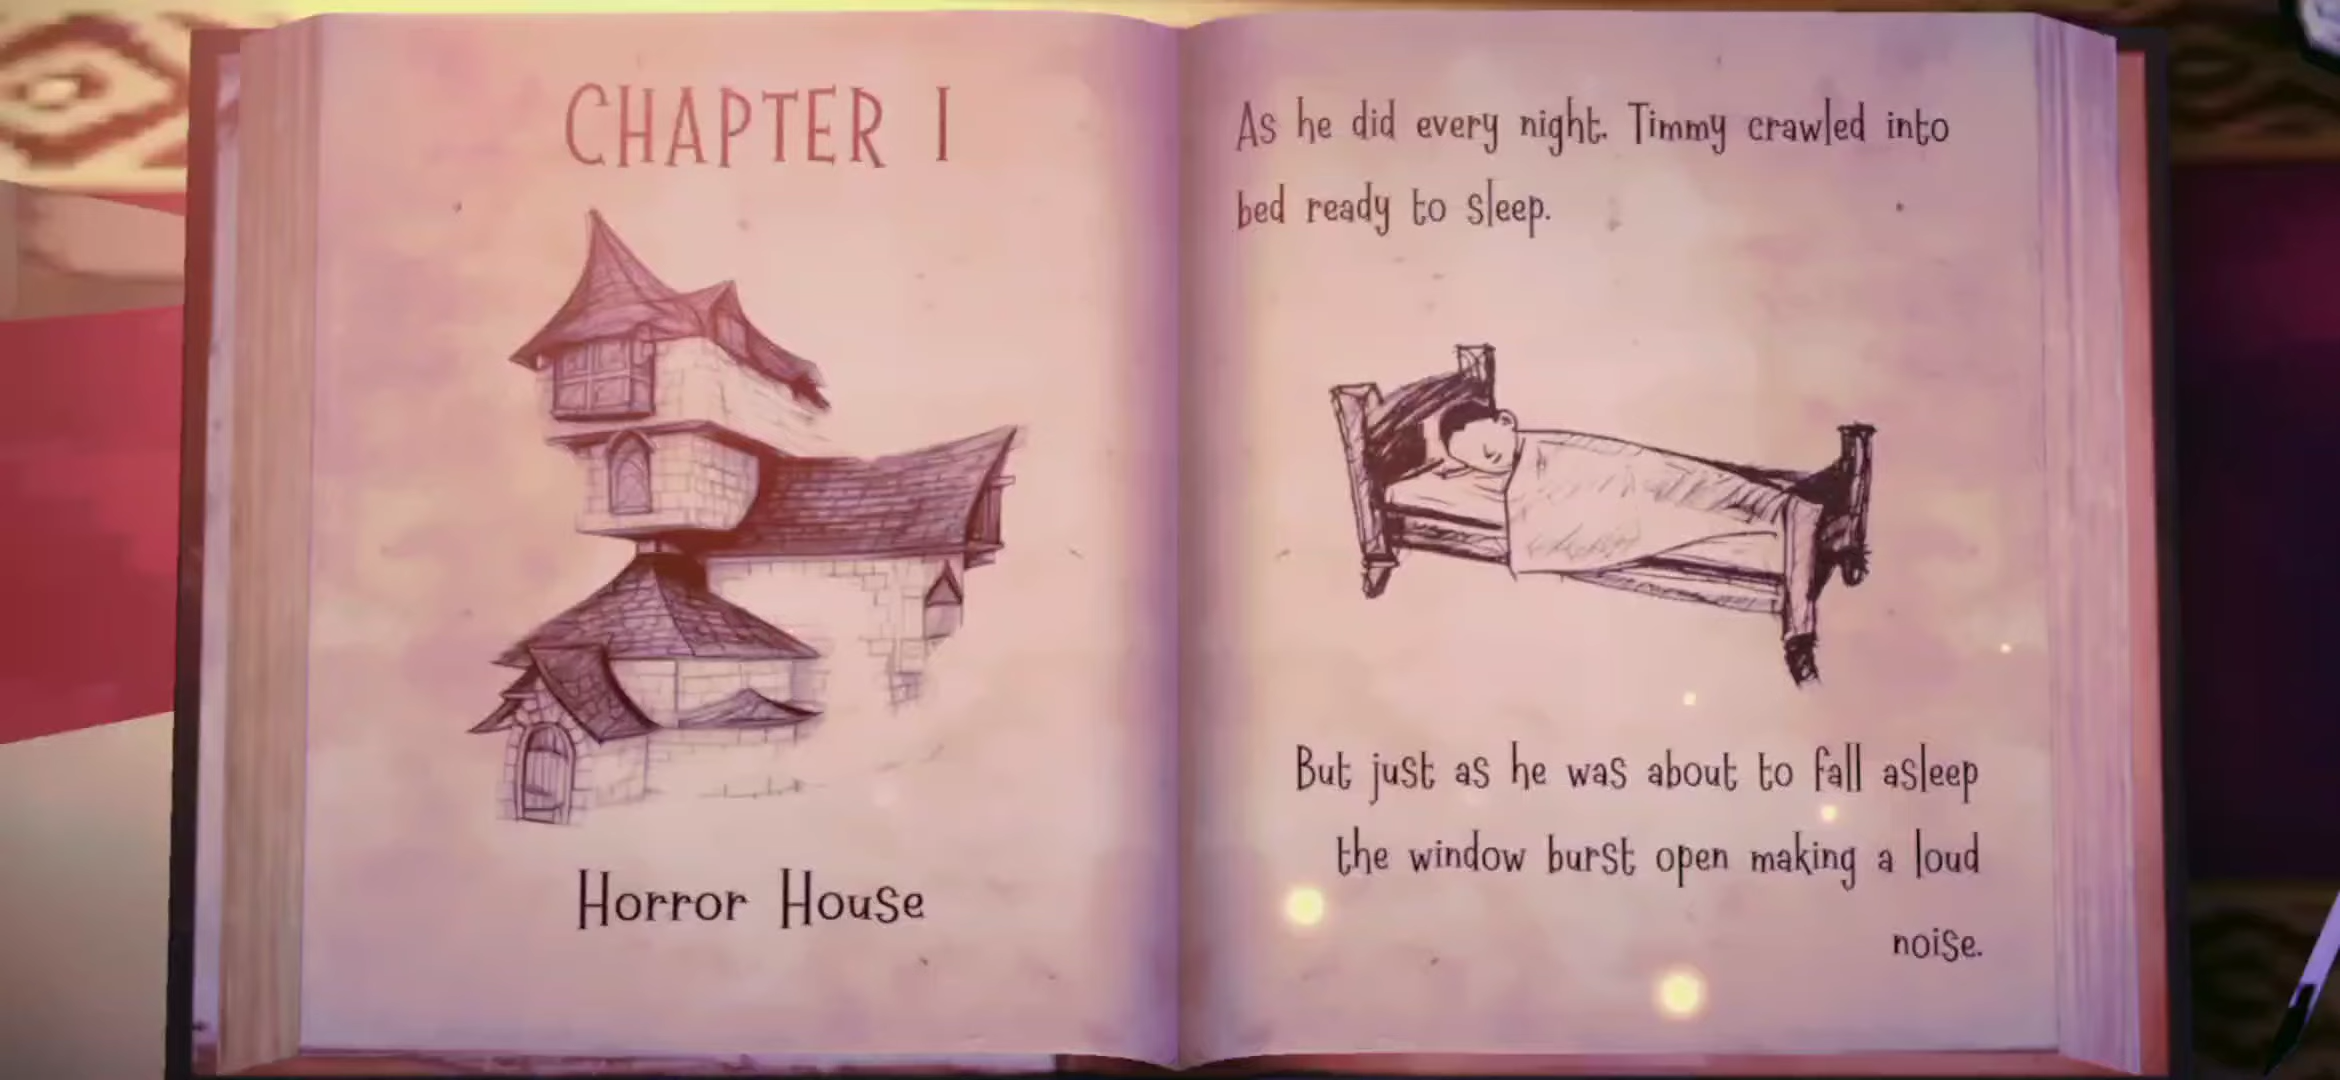 CHAPTER I
Horror House
As he did every night. Timmy crawled into
bed ready to sleep.
But just as he was about to fall asleep
the window burst open making a loud
noise.